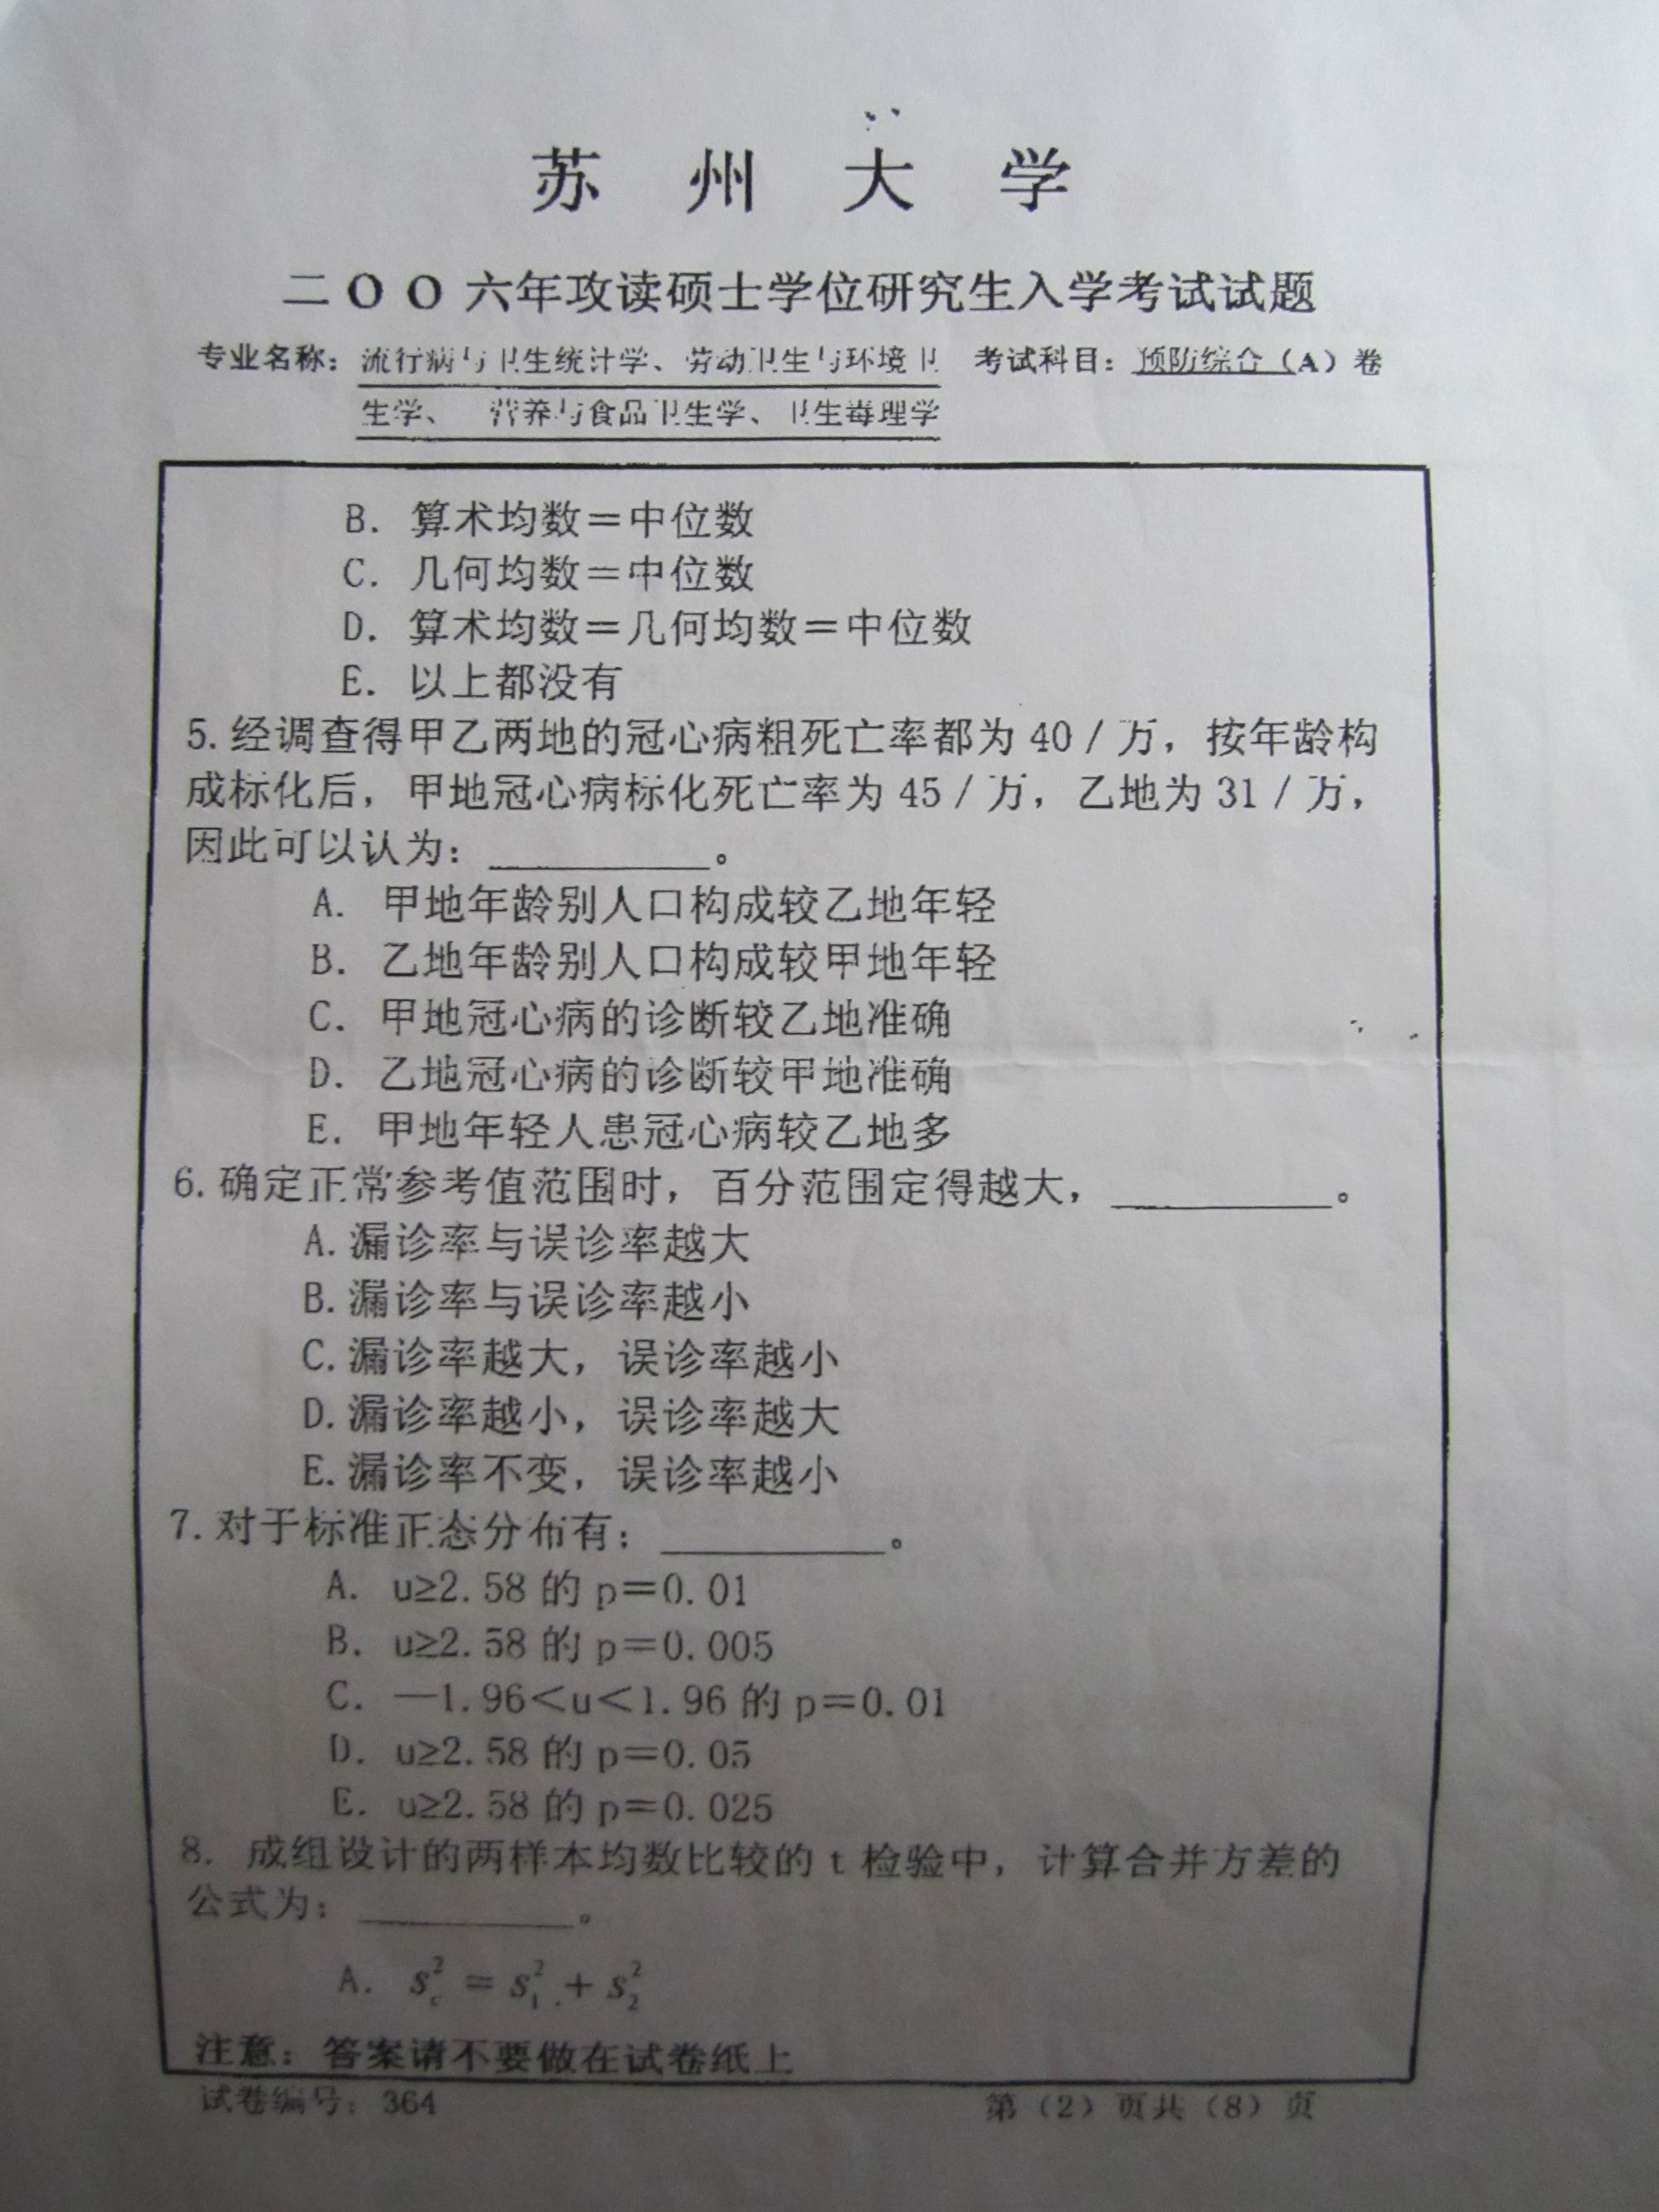 苏 州 大 学
二ＯＯ六年攻读硕士学位研究生入学考试试题
专业名称：流行病与卫生统计学、劳动卫生与环境卫 考试科目：预防综合（A）卷
生学、 营养与食品卫生学、卫生毒理学
B. 算术均数＝中位数
C. 几何均数＝中位数
D. 算术均数＝几何均数＝中位数
E. 以上都没有
5.经调查得甲乙两地的冠心病粗死亡率都为 40／万，按年龄构
成标化后，甲地冠心病标化死亡率为 45／万，乙地为 31／万，
因此可以认为：__________。
A. 甲地年龄别人口构成较乙地年轻
B. 乙地年龄别人口构成较甲地年轻
C. 甲地冠心病的诊断较乙地准确
D. 乙地冠心病的诊断较甲地准确
E. 甲地年轻人患冠心病较乙地多
6.确定正常参考值范围时，百分范围定得越大，__________。
A.漏诊率与误诊率越大
B.漏诊率与误诊率越小
C.漏诊率越大，误诊率越小
D.漏诊率越小，误诊率越大
E.漏诊率不变，误诊率越小
7.对于标准正态分布有：__________。
A. u≥2.58 的 p＝0.01
B. u≥2.58 的 p＝0.005
C. —1.96＜u＜1.96 的 p＝0.01
D. u≥2.58 的 p＝0.05
E. u≥2.58 的 p＝0.025
8. 成组设计的两样本均数比较的 t 检验中，计算合并方差的
公式为：__________。
A. s_c^2 = s_1^2 + s_2^2
注意：答案请不要做在试卷纸上
试卷编号：364 第（2）页共（8）页